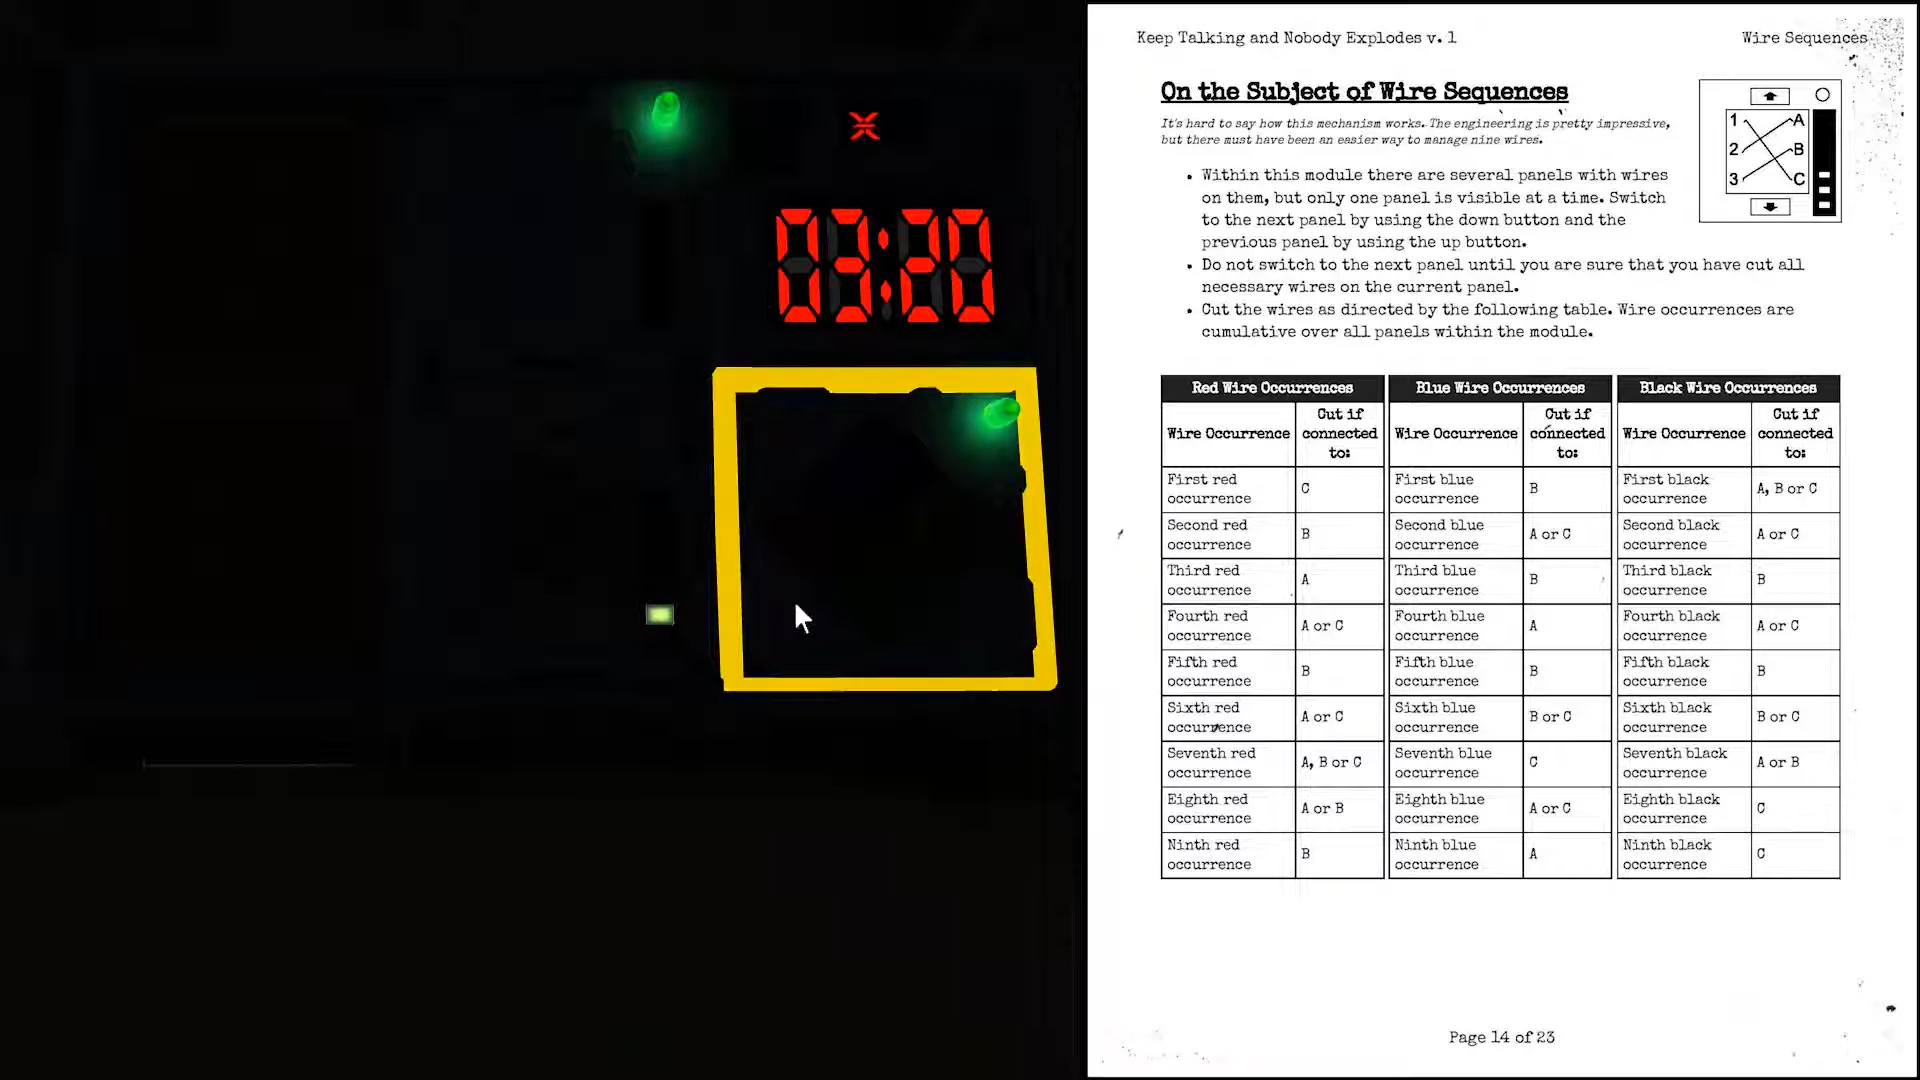 X
03:20
Keep Talking and Nobody Explodes v. 1
Wire Sequences
On the Subject of Wire Sequences
It's hard to say how this mechanism works. The engineering is pretty impressive,
but there must have been an easier way to manage nine wires.
1 A
2 B
3 C
• Within this module there are several panels with wires
on them, but only one panel is visible at a time. Switch
to the next panel by using the down button and the
previous panel by using the up button.
• Do not switch to the next panel until you are sure that you have cut all
necessary wires on the current panel.
• Cut the wires as directed by the following table. Wire occurrences are
cumulative over all panels within the module.
Red Wire Occurrences
Wire Occurrence Cut if connected to:
First red occurrence C
Second red occurrence B
Third red occurrence A
Fourth red occurrence A or C
Fifth red occurrence B
Sixth red occurrence A or C
Seventh red occurrence A, B or C
Eighth red occurrence A or B
Ninth red occurrence B
Blue Wire Occurrences
Wire Occurrence Cut if connected to:
First blue occurrence B
Second blue occurrence A or C
Third blue occurrence B
Fourth blue occurrence A
Fifth blue occurrence B
Sixth blue occurrence B or C
Seventh blue occurrence C
Eighth blue occurrence A or C
Ninth blue occurrence A
Black Wire Occurrences
Wire Occurrence Cut if connected to:
First black occurrence A, B or C
Second black occurrence A or C
Third black occurrence B
Fourth black occurrence A or C
Fifth black occurrence B
Sixth black occurrence B or C
Seventh black occurrence A or B
Eighth black occurrence C
Ninth black occurrence C
Page 14 of 23